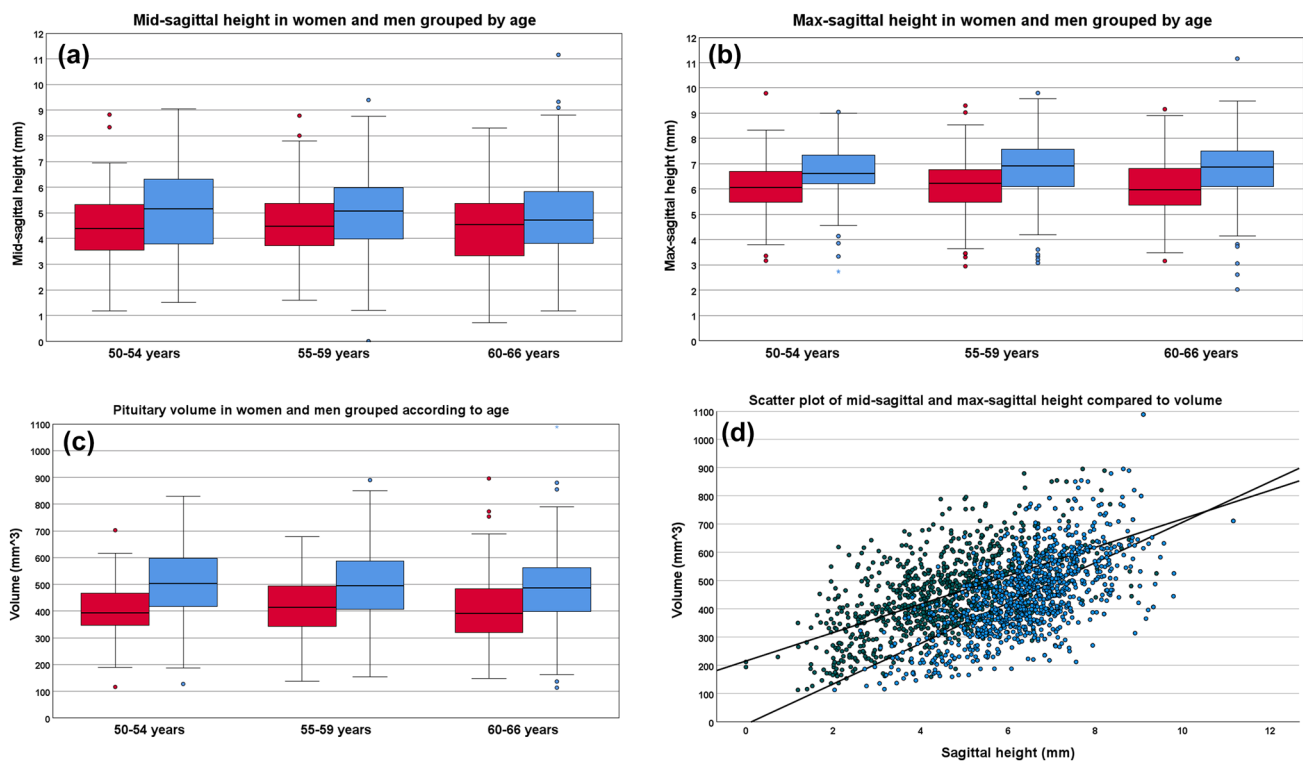 Mid-sagittal height in women and men grouped by age
(a)
Mid-sagittal height (mm)
12
11
10
9
8
7
6
5
4
3
2
1
0
50-54 years
55-59 years
60-66 years
Max-sagittal height in women and men grouped by age
(b)
Max-sagittal height (mm)
12
11
10
9
8
7
6
5
4
3
2
1
0
50-54 years
55-59 years
60-66 years
Pituitary volume in women and men grouped according to age
(c)
Volume (mm^3)
1100
1000
900
800
700
600
500
400
300
200
100
0
50-54 years
55-59 years
60-66 years
Scatter plot of mid-sagittal and max-sagittal height compared to volume
(d)
Volume (mm^3)
1100
1000
900
800
700
600
500
400
300
200
100
0
0 2 4 6 8 10 12
Sagittal height (mm)